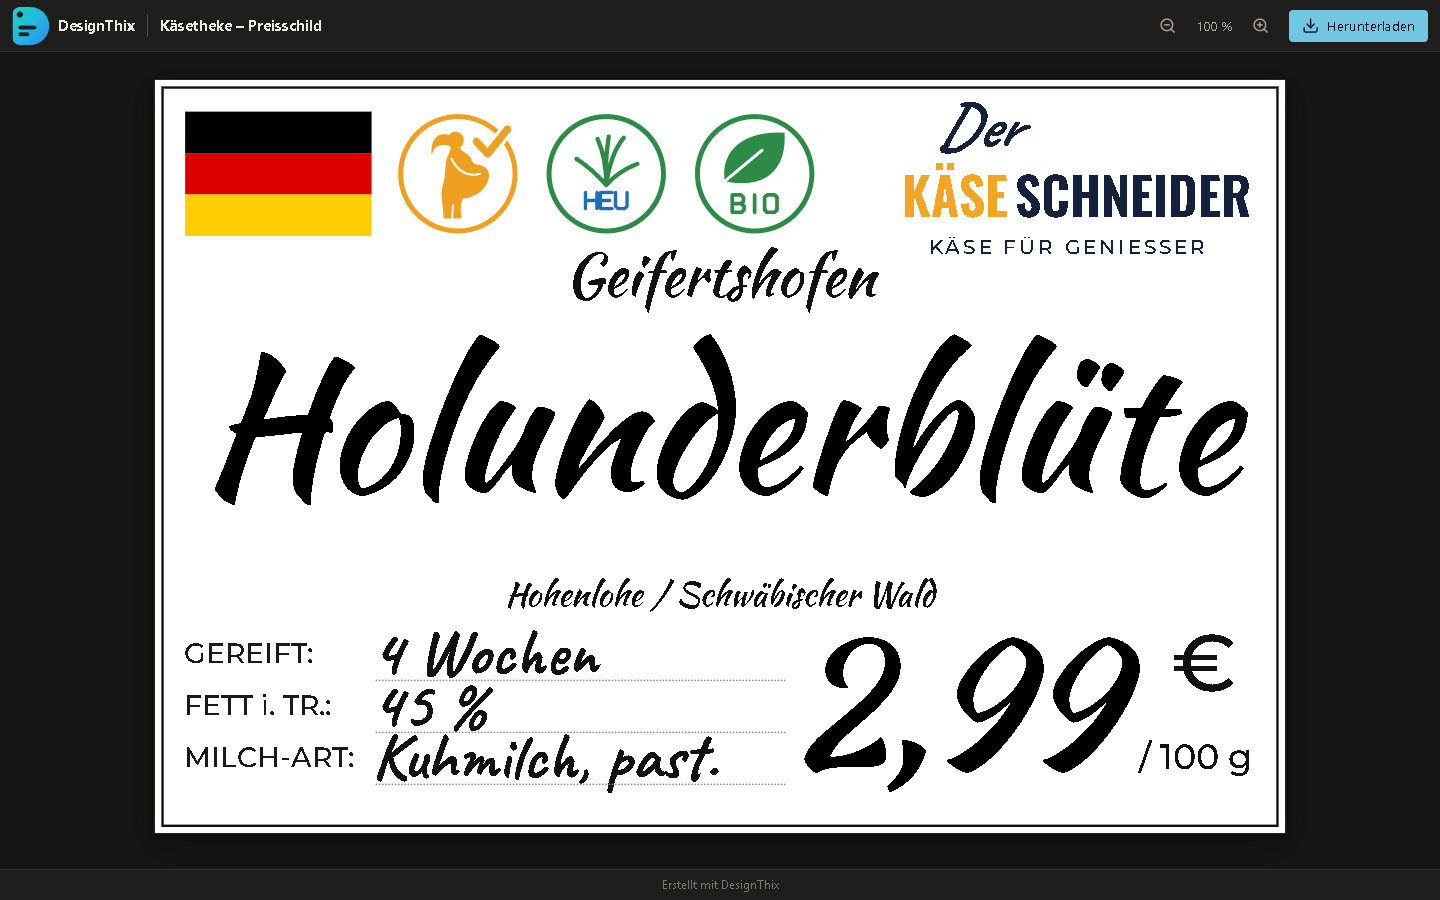 DesignThix
Käsetheke – Preisschild
100 %
Herunterladen
HEU
BIO
Der
KÄSE SCHNEIDER
KÄSE FÜR GENIESSER
Geifertshofen
Holunderblüte
Hohenlohe / Schwäbischer Wald
GEREIFT: 4 Wochen
FETT i. TR.: 45 %
MILCH-ART: Kuhmilch, past.
2,99 €
/ 100 g
Erstellt mit DesignThix